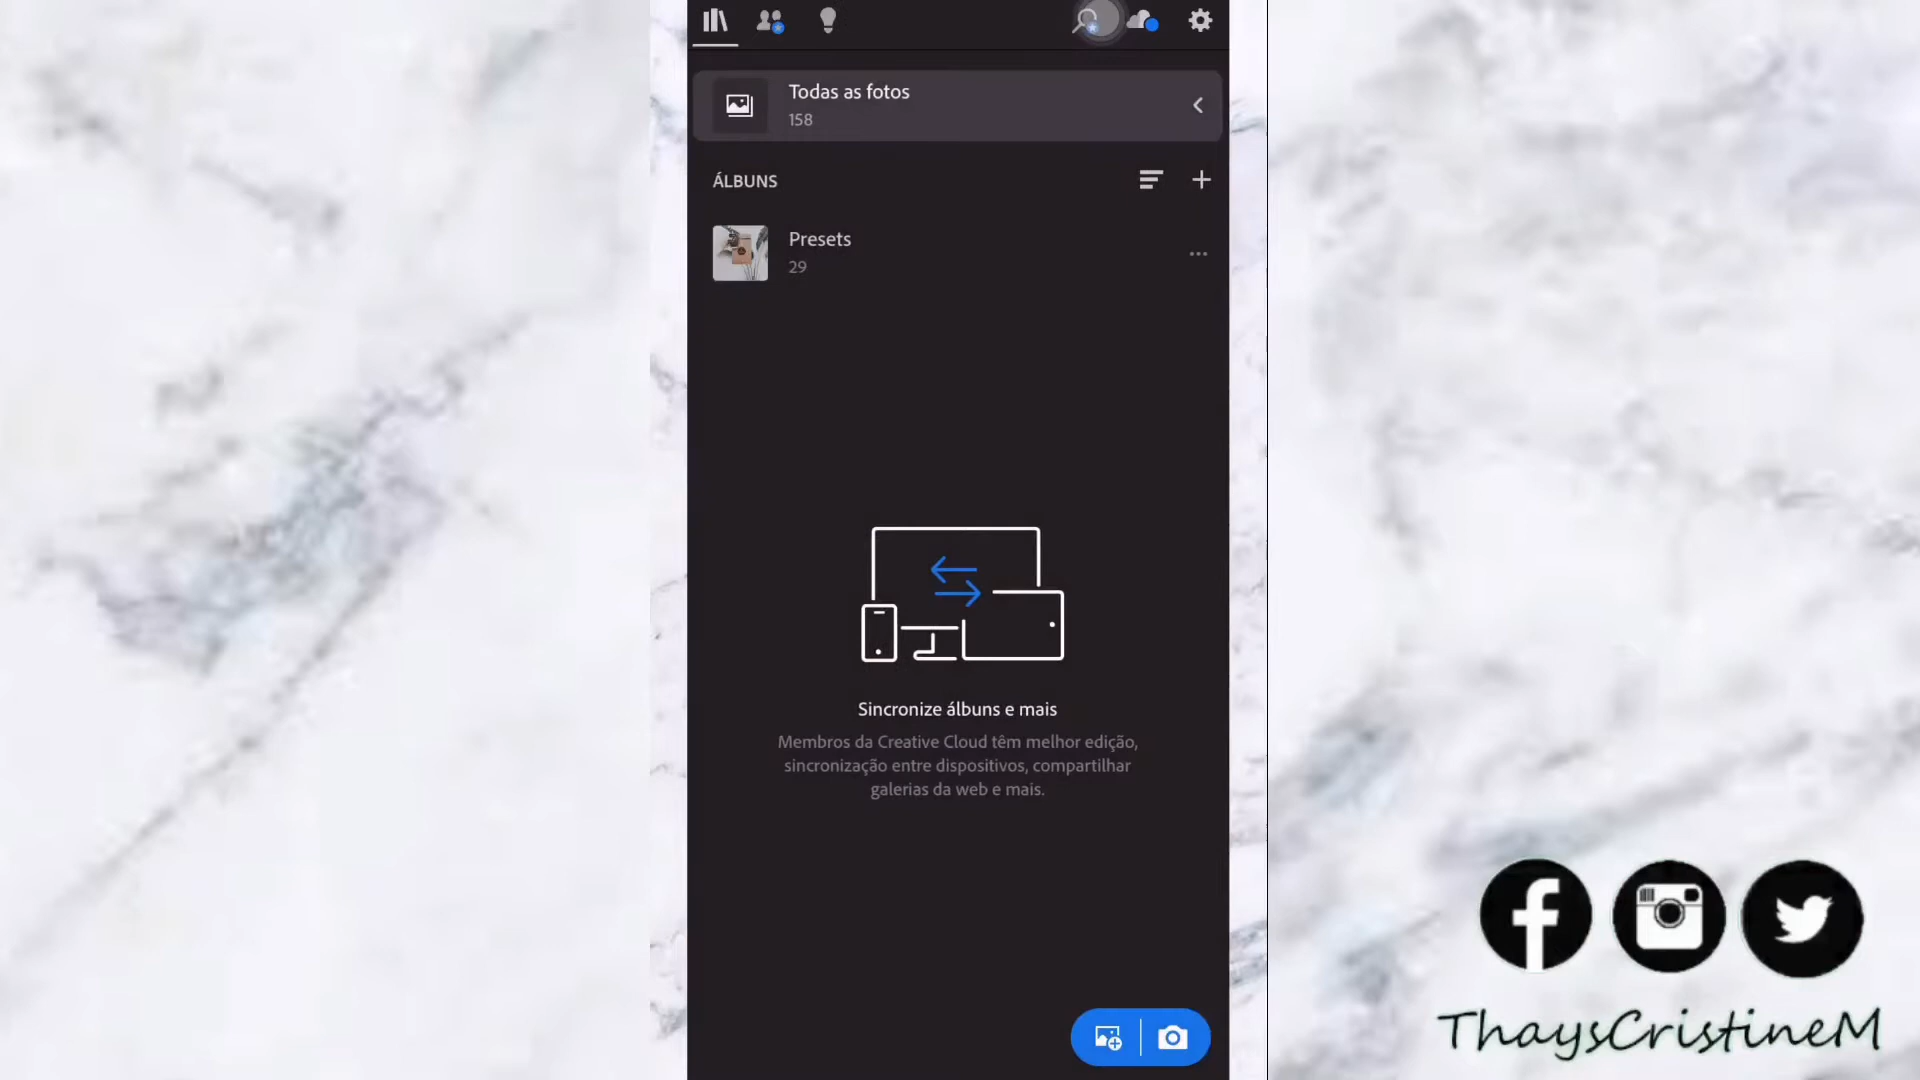 Todas as fotos
158
ÁLBUNS
Presets
29
Sincronize álbuns e mais
Membros da Creative Cloud têm melhor edição,
sincronização entre dispositivos, compartilhar
galerias da web e mais.
ThaysCristineM